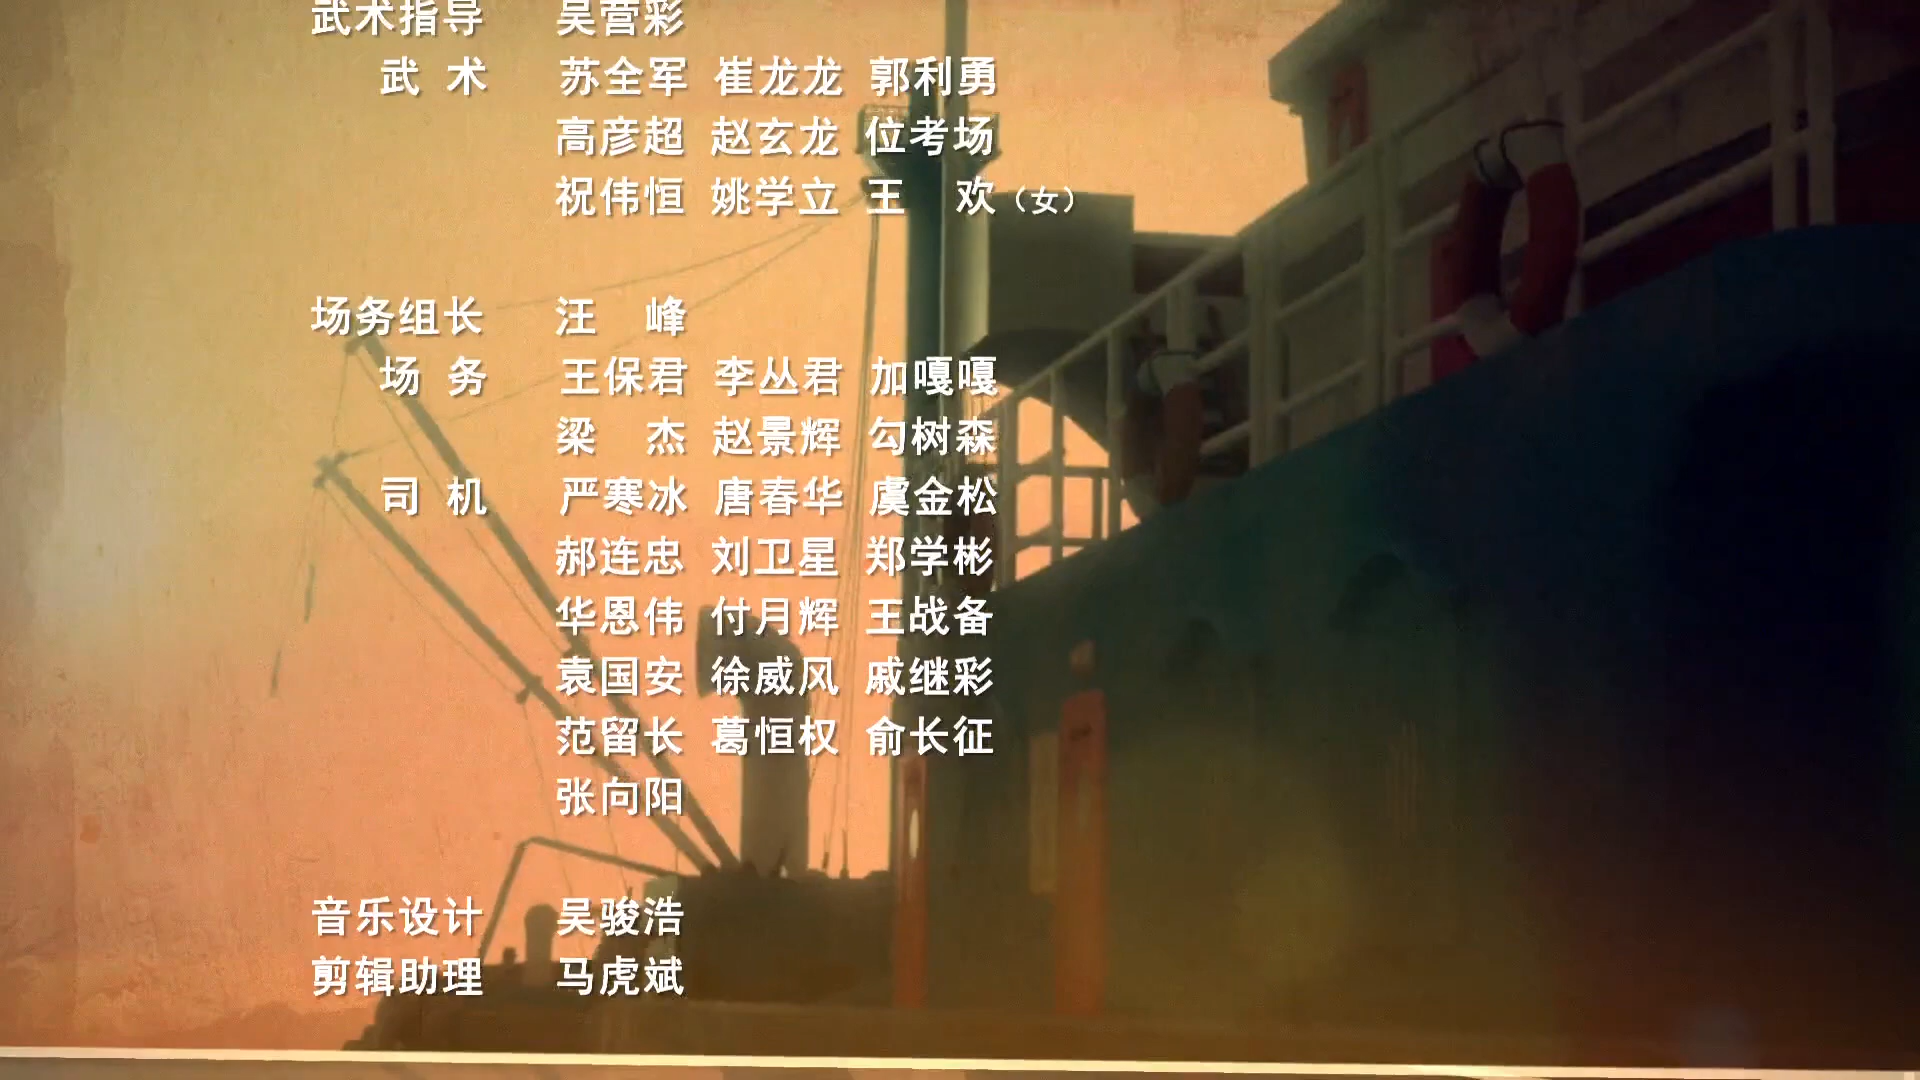 武术指导 吴营彩
武 术 苏全军 崔龙龙 郭利勇
高彦超 赵玄龙 位考场
祝伟恒 姚学立 王 欢（女）
场务组长 汪 峰
场 务 王保君 李丛君 加嘎嘎
梁 杰 赵景辉 勾树森
司 机 严寒冰 唐春华 虞金松
郝连忠 刘卫星 郑学彬
华恩伟 付月辉 王战备
袁国安 徐威风 戚继彩
范留长 葛恒权 俞长征
张向阳
音乐设计 吴骏浩
剪辑助理 马虎斌